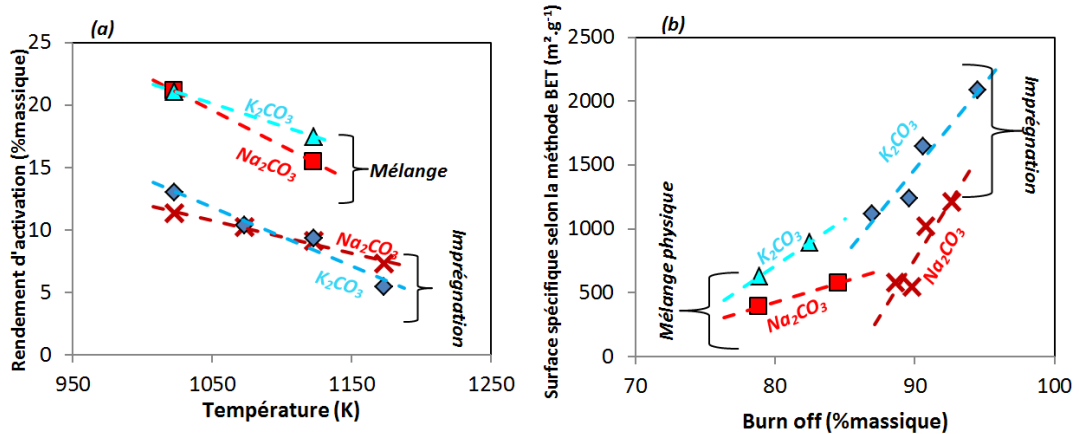 (a)
Rendement d'activation (%massique)
25
20
15
10
5
0
K₂CO₃
Na₂CO₃
Mélange
Na₂CO₃
K₂CO₃
Imprégnation
950
1050
1150
1250
Température (K)
(b)
Surface spécifique selon la méthode BET (m².g⁻¹)
2500
2000
1500
1000
500
0
Mélange physique
K₂CO₃
Na₂CO₃
K₂CO₃
Na₂CO₃
Imprégnation
70
80
90
100
Burn off (%massique)